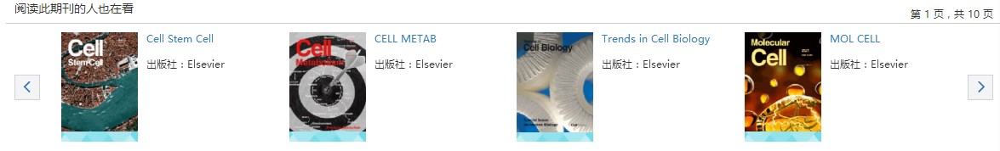 阅读此期刊的人也在看
第 1 页 , 共 10 页
Cell
Stem Cell
Cell Stem Cell
出版社：Elsevier
Cell
Metabolism
CELL METAB
出版社：Elsevier
Cell Biology
Trends in Cell Biology
出版社：Elsevier
Molecular
Cell
MOL CELL
出版社：Elsevier